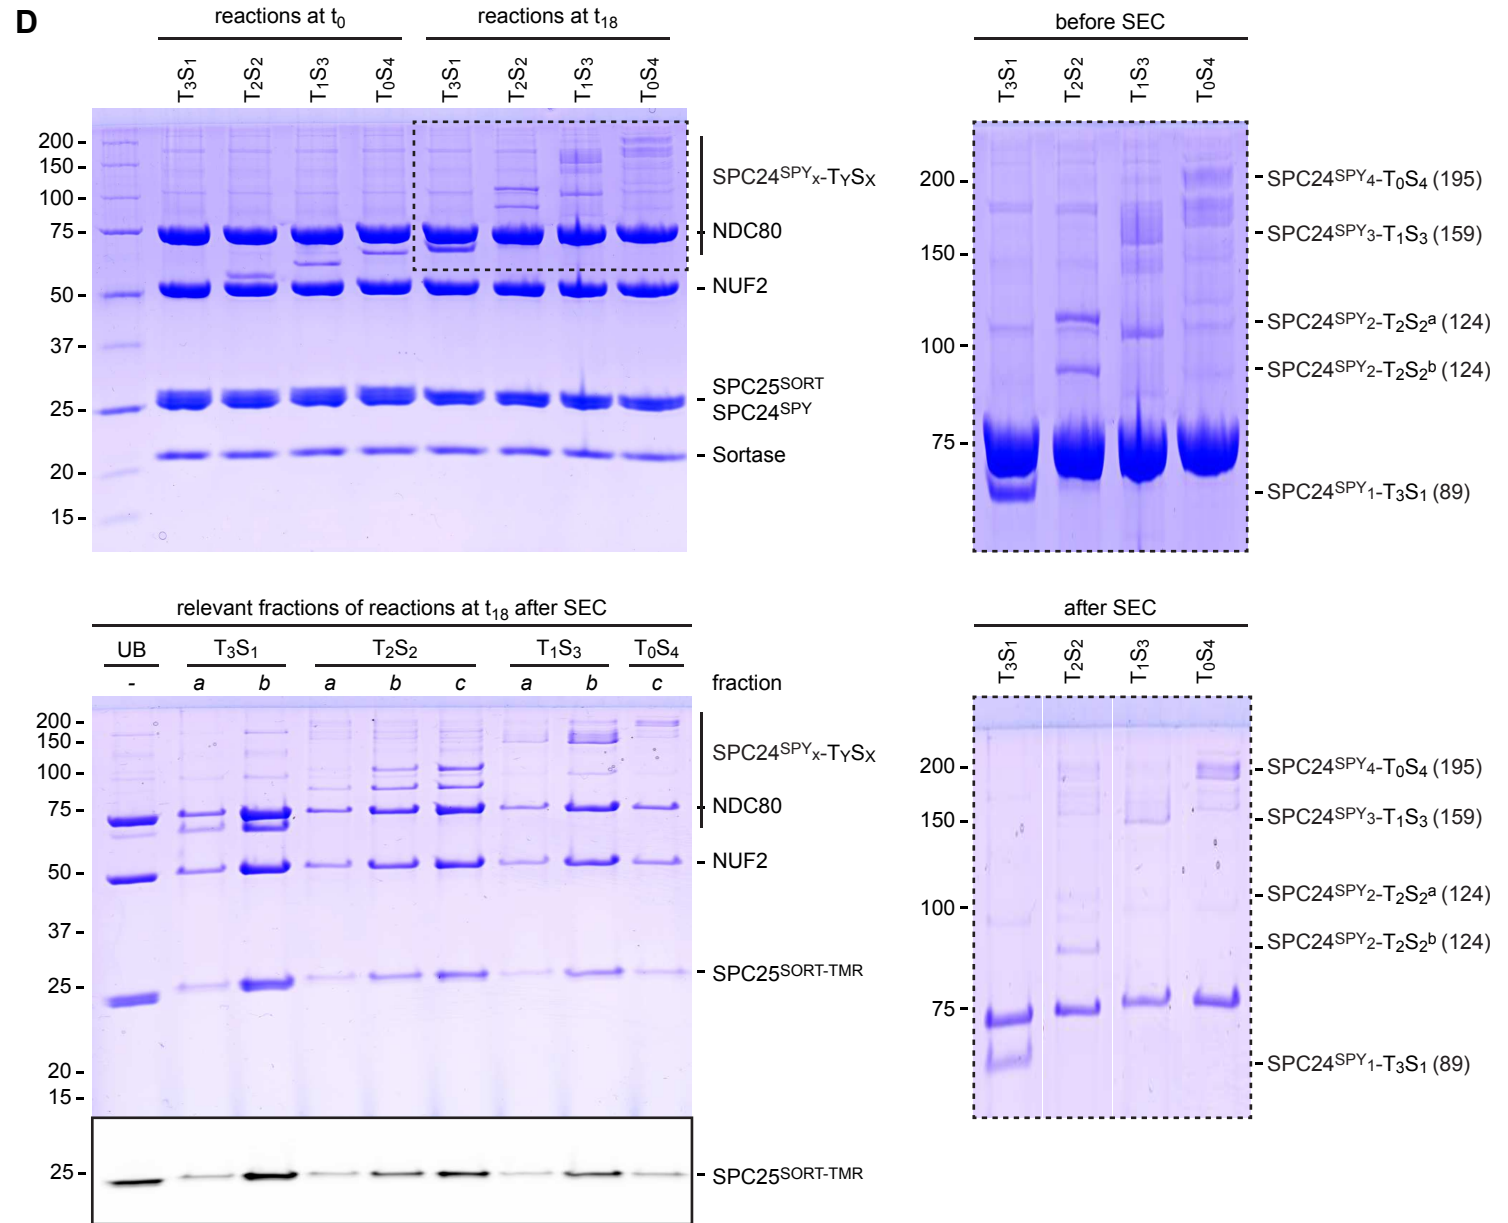 D
reactions at t0
reactions at t18
T3S1
T2S2
T1S3
T0S4
T3S1
T2S2
T1S3
T0S4
200
150
100
75
50
37
25
20
15
SPC24SPYX-TYSX
NDC80
NUF2
SPC25SORT
SPC24SPY
Sortase
before SEC
T3S1
T2S2
T1S3
T0S4
200
150
100
75
SPC24SPY4-T0S4 (195)
SPC24SPY3-T1S3 (159)
SPC24SPY2-T2S2a (124)
SPC24SPY2-T2S2b (124)
SPC24SPY1-T3S1 (89)
relevant fractions of reactions at t18 after SEC
UB T3S1 T2S2 T1S3 T0S4
- a b a b c a b c fraction
200
150
100
75
50
37
25
20
15
SPC24SPYX-TYSX
NDC80
NUF2
SPC25SORT-TMR
25
SPC25SORT-TMR
after SEC
T3S1
T2S2
T1S3
T0S4
200
150
100
75
SPC24SPY4-T0S4 (195)
SPC24SPY3-T1S3 (159)
SPC24SPY2-T2S2a (124)
SPC24SPY2-T2S2b (124)
SPC24SPY1-T3S1 (89)